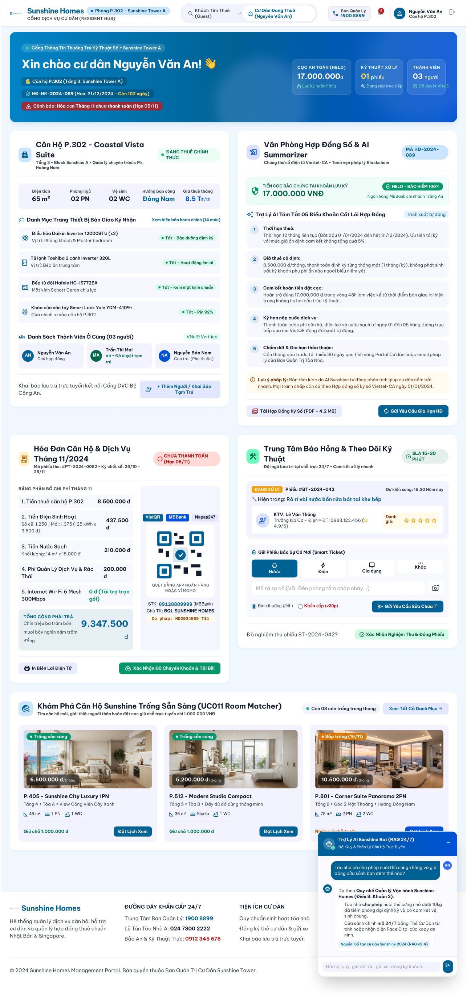 Sunshine Homes
CỔNG DỊCH VỤ CƯ DÂN (RESIDENT HUB)
Phòng P.302 - Sunshine Tower A
Khách Tìm Thuê
(Guest)
⇄
Cư Dân Đang Thuê
(Nguyễn Văn An)
Ban Quản Lý
1900 8899
2
Nguyễn Văn An
Căn hộ P.302
Cổng Thông Tin Thường Trú Kỹ Thuật Số • Sunshine Tower A
Xin chào cư dân Nguyễn Văn An! 👋
Căn hộ P.302 (Tầng 3, Sunshine Tower A)
HĐ: HĐ-2024-089 (Hạn: 31/12/2024 - Còn 102 ngày)
Cảnh báo: Hóa đơn Tháng 11 chưa thanh toán (Hạn 05/11)
CỌC AN TOÀN (HELD)
17.000.000đ
Lưu ký ngân hàng
KỸ THUẬT XỬ LÝ
01 phiếu
Đang sửa trực tiếp
THÀNH VIÊN
03 người
Đã duyệt VNeID
Căn Hộ P.302 - Coastal Vista
Suite
Tầng 3 • Block Sunshine A • Quản lý chuyên trách: Mr.
Hoàng Nam
ĐANG THUÊ CHÍNH
THỨC
Diện tích
65 m²
Phòng ngủ
02 PN
Vệ sinh
02 WC
Hướng ban công
Đông Nam
Giá thuê tháng
8.5 Tr/th
Danh Mục Trang Thiết Bị Bàn Giao Ký Nhận
Xem biên bản hoàn chỉnh (14 món)
Điều hòa Daikin Inverter 12000BTU (x2)
Vị trí: Phòng khách & Master bedroom
Tốt - Bảo dưỡng định kỳ
Tủ lạnh Toshiba 2 cánh Inverter 320L
Vị trí: Bếp ăn trung tâm
Tốt - Hoạt động êm ái
Bếp từ đôi Hafele HC-IS772EA
Mặt kính Schott Ceran chịu lực
Tốt - Kèm mặt kính chuẩn
Khóa cửa vân tay Smart Lock Yale YDM-4109+
Cửa chính ra vào căn hộ P.302
Tốt - Pin 92%
Danh Sách Thành Viên Ở Cùng (03 người)
VNeID Verified
AN
Nguyễn Văn An
Chủ hợp đồng
MA
Trần Thị Mai
Vợ • Đã duyệt tạm
trú
NA
Nguyễn Bảo Nam
Con trai (Phụ thuộc)
Khai báo lưu trú trực tuyến kết nối Cổng DVC Bộ
Công An.
+ Thêm Người / Khai Báo
Tạm Trú
Văn Phòng Hợp Đồng Số & AI
Summarizer
Chứng thư số điện tử Viettel-CA • Toàn vẹn pháp lý Blockchain
MÃ HĐ-2024-
089
TIỀN CỌC BẢO CHỨNG TÀI KHOẢN LƯU KÝ
17.000.000 VNĐ
HELD - BẢO HIỂM 100%
Ngân hàng MBBank chi nhánh Tràng An
Trợ Lý AI Tóm Tắt 05 Điều Khoản Cốt Lõi Hợp Đồng
Trích xuất tự động
1
Thời hạn thuê:
Thời hạn 12 tháng liên tục (Bắt đầu 01/01/2024 đến hết 31/12/2024). Ưu tiên tái ký
với mức giá ổn định cam kết không tăng quá 5%.
2
Giá thuê cố định:
8.500.000 đ/tháng, thanh toán định kỳ từng tháng một (1 tháng/kỳ), không phát sinh
bất kỳ khoản phụ phí ẩn nào ngoài biểu niêm yết.
3
Cam kết hoàn tiền đặt cọc:
Hoàn trả đúng 17.000.000 đ trong vòng 48h làm việc kể từ thời điểm bàn giao lại hiện
trạng không hư hại cấu trúc kỹ thuật.
4
Kỳ hạn nộp cước dịch vụ:
Thanh toán cước phí căn hộ, điện lực và nước sạch từ ngày 01 đến 05 hàng tháng trực
tiếp qua mã VietQR động đối soát tự động.
5
Chấm dứt & Gia hạn thỏa thuận:
Cần thông báo trước tối thiểu 30 ngày qua tính năng Portal Cư dân hoặc email pháp
lý của Ban Quản Trị Tòa Nhà.
Lưu ý pháp lý: Bản tóm lược do AI Sunshine tự động phân tích giúp cư dân nắm bắt
nhanh. Mọi tranh chấp căn cứ theo Hợp đồng số ký số Viettel-CA ngày 01/01/2024.
Tải Hợp Đồng Ký Số (PDF - 4.2 MB)
Gửi Yêu Cầu Gia Hạn HĐ
Hóa Đơn Căn Hộ & Dịch Vụ
Tháng 11/2024
Mã phiếu thu: #PT-2024-0082 • Kỳ chốt số: 25/10 -
25/11
CHƯA THANH TOÁN
(Hạn 05/11)
BẢNG PHÂN BỔ CHI PHÍ THÁNG 11
1. Tiền thuê căn hộ P.302
8.500.000 đ
2. Tiền Điện Sinh Hoạt
Số cũ: 1.250 | Mới: 1.375 (125 kWh x
3.500 đ)
437.500
đ
3. Tiền Nước Sạch
Khối lượng: 14 m³ x 15.000 đ
210.000 đ
4. Phí Quản Lý Dịch Vụ & Rác
Thải
200.000
đ
5. Internet Wi-Fi 6 Mesh
300Mbps
0 đ (Tài trợ trọn
gói)
TỔNG CỘNG PHẢI TRẢ
Chín triệu ba trăm bốn
mươi bảy nghìn năm trăm
đồng
9.347.500
đ
VietQR
MBBank
Napas247
QUÉT BẰNG APP NGÂN HÀNG
HOẶC VÍ MOMO
STK: 09128889999 (MBBank)
Chủ TK: BQL SUNSHINE HOMES
Cú pháp: HD2024089 T11
In Biên Lai Điện Tử
Xác Nhận Đã Chuyển Khoản & Tải Bill
Trung Tâm Báo Hỏng & Theo Dõi Kỹ
Thuật
Đội ngũ bảo trì tại chỗ trực 24/7 • Cam kết xử lý nhanh
SLA 15-30
PHÚT
ĐANG XỬ LÝ
Phiếu #BT-2024-042
Dự kiến xong: 16:30 Hôm nay
Hiện trạng: Rò rỉ vòi nước bồn rửa bát tại khu bếp
KTV. Lê Văn Thắng
Trưởng kíp Cơ - Điện • ĐT: 0988.123.456 (⭐
4.9/5)
Đánh
giá:
Gửi Phiếu Báo Sự Cố Mới (Smart Ticket)
Nước
Điện
Gia dụng
Khác
Mô tả sự cố (VD: Đèn phòng tắm chớp nháy...)
Bình thường (24h)
Khẩn cấp (<30p)
Gửi Yêu Cầu Sửa Chữa 🛠
Đã nghiệm thu phiếu BT-2024-042?
Xác Nhận Nghiệm Thu & Đóng Phiếu
Khám Phá Căn Hộ Sunshine Trống Sẵn Sàng (UC011 Room Matcher)
Tìm căn hộ mới, giới thiệu người thân hoặc đặt cọc giữ chỗ trực tuyến chỉ 1.000.000 VNĐ
Còn 08 căn trống trong tháng
Xem Tất Cả Danh Mục →
Trống sẵn sàng
6.500.000 đ/tháng
P.405 - Sunshine City Luxury 1PN
Tầng 4 • Tòa A • View Công Viên Cây Xanh
48 m²
1 PN
1 WC
Giữ chỗ 1.000.000 đ
Đặt Lịch Xem
Trống sẵn sàng
5.200.000 đ/tháng
P.512 - Modern Studio Compact
Tầng 5 • Tòa B • Đầy đủ đồ dùng thông minh
36 m²
Studio
1 WC
Giữ chỗ 1.000.000 đ
Đặt Lịch Xem
Sắp trống (15/11)
10.500.000 đ/tháng
P.801 - Corner Suite Panorama 2PN
Tầng 8 • Góc 2 Mặt Thoáng • Hướng Đông Nam
78 m²
2 PN
2 WC
Nhận giữ chỗ trước
Đặt Lịch Xem
Trợ Lý AI Sunshine Bot (RAG 24/7)
Nội Quy & Pháp Lý Căn Hộ Trực Tuyến
Tòa nhà có cho phép nuôi thú cưng không và giờ
đóng cửa sảnh ban đêm thế nào?
AN
Dạ theo Quy chế Quản lý Vận hành Sunshine
Homes (Điều 8, Khoản 2):
Tòa nhà cho phép nuôi thú cưng nhỏ dưới 10kg
đã tiêm phòng dại định kỳ và có cam kết vệ
sinh chung.
Cửa sảnh chính mở 24/7 bằng Thẻ Cư Dân từ
tính hoặc nhận diện FaceID tại cửa xoay an
ninh.
Nguồn: Sổ tay cư dân Sunshine 2024 (RAG v2.4)
Hỏi nội quy, giờ đổ rác, gửi xe, đăng ký khách...
Sunshine Homes
Hệ thống quản lý dịch vụ căn hộ, hỗ trợ
cư dân và quản lý hợp đồng thuê chuẩn
Nhật Bản & Singapore.
ĐƯỜNG DÂY KHẨN CẤP 24/7
Trung Tâm Ban Quản Lý: 1900 8899
Lễ Tân Tòa Nhà A: 024 7300 2222
Bảo An & Kỹ Thuật Trực: 0912 345 678
TIỆN ÍCH CƯ DÂN
Quy chuẩn sinh hoạt tòa nhà
Đăng ký thẻ cư dân & gửi xe
Khai báo lưu trú trực tuyến
© 2024 Sunshine Homes Management Portal. Bản quyền thuộc Ban Quản Trị Cư Dân Sunshine Tower.